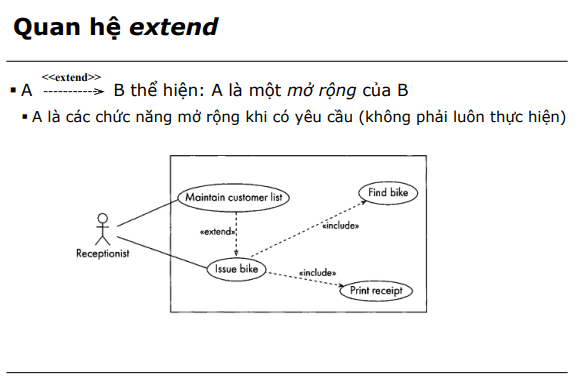 Quan hệ extend
<<extend>>
▪ A ----------> B thể hiện: A là một mở rộng của B
▪ A là các chức năng mở rộng khi có yêu cầu (không phải luôn thực hiện)
Maintain customer list
Find bike
«extend»
«include»
Receptionist
Issue bike
«include»
Print receipt